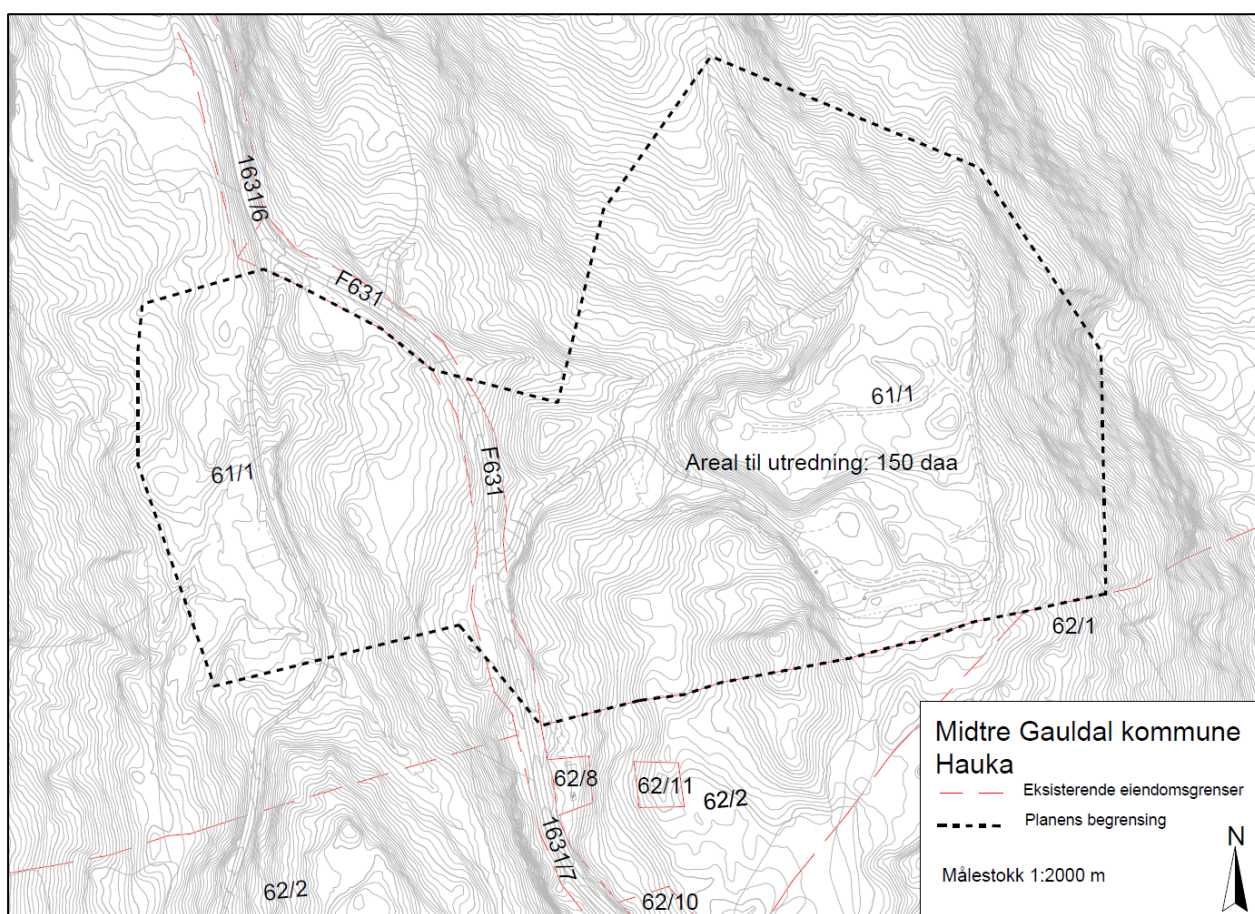 1631/6
F631
61/1
61/1
F631
Areal til utredning: 150 daa
62/1
62/8
62/11
62/2
1631/7
62/2
62/10
Midtre Gauldal kommune
Hauka
Eksisterende eiendomsgrenser
Planens begrensing
Målestokk 1:2000 m
N